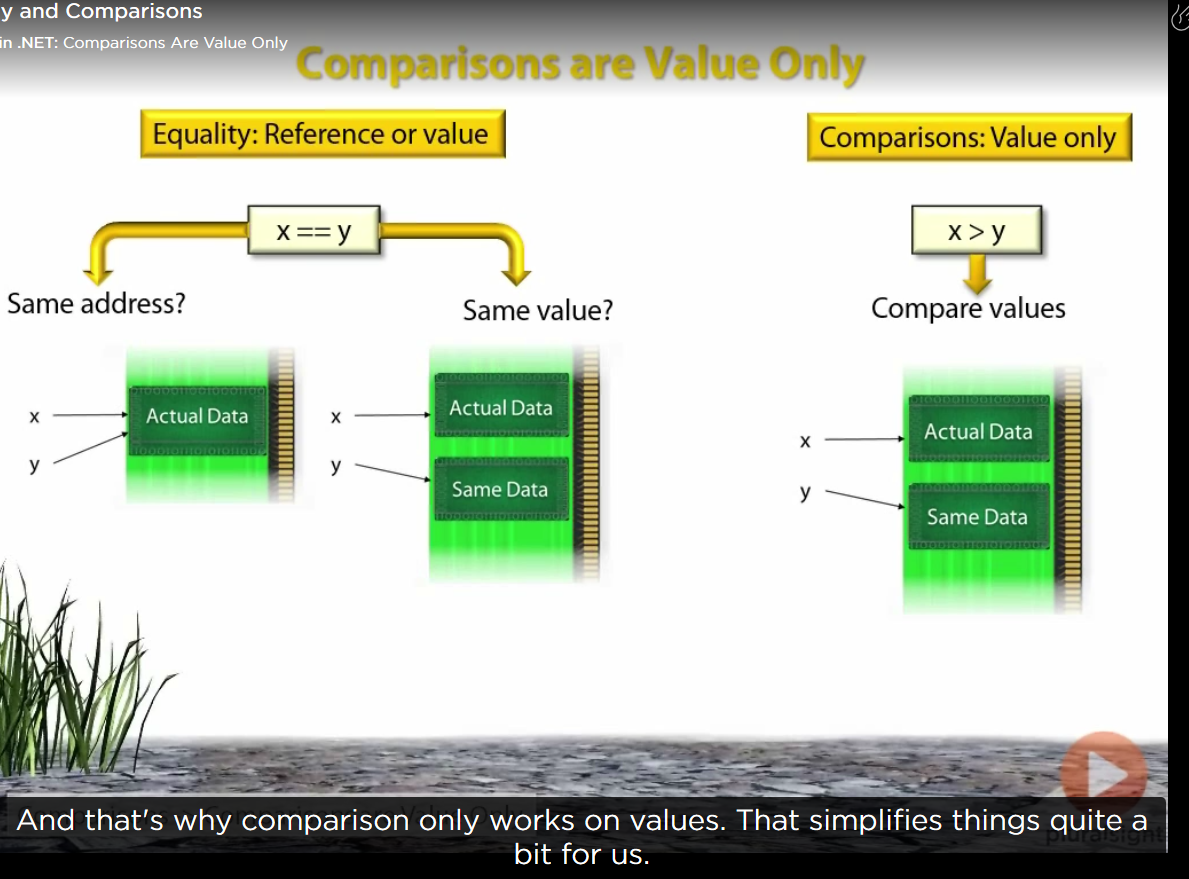 y and Comparisons
in .NET: Comparisons Are Value Only
Comparisons are Value Only
Equality: Reference or value
x == y
Same address?
x
y
Actual Data
Same value?
x
y
Actual Data
Same Data
Comparisons: Value only
x > y
Compare values
x
y
Actual Data
Same Data
And that's why comparison only works on values. That simplifies things quite a
bit for us.
pluralsight